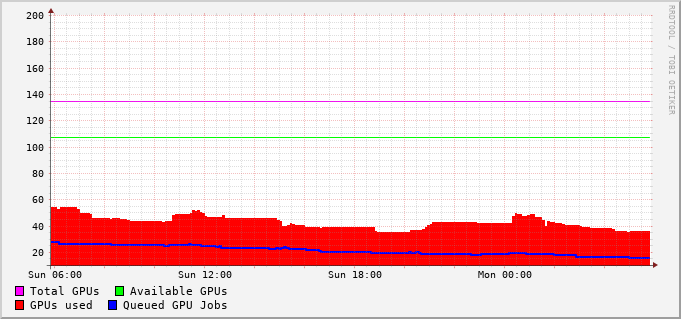 RRDTOOL / TOBI OETIKER
200
180
160
140
120
100
80
60
40
20
Sun 06:00 Sun 12:00 Sun 18:00 Mon 00:00
Total GPUs Available GPUs
GPUs used Queued GPU Jobs